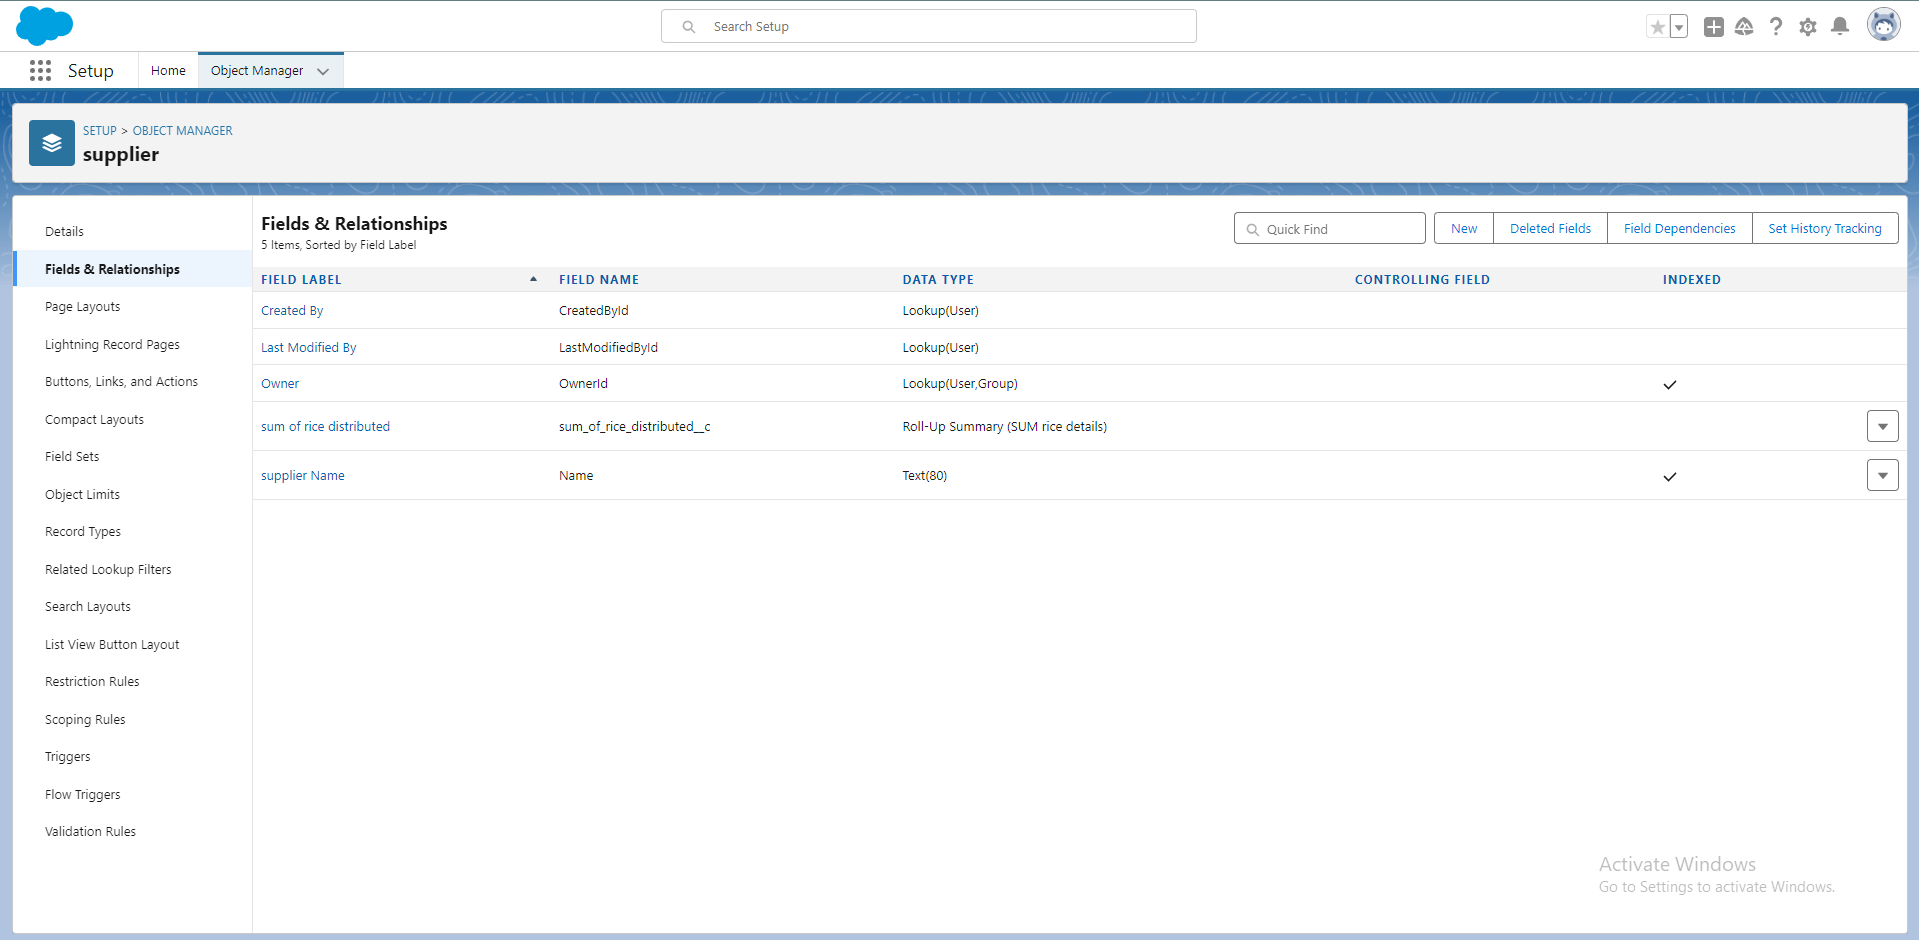 Search Setup
Setup
Home
Object Manager
SETUP > OBJECT MANAGER
supplier
Details
Fields & Relationships
Page Layouts
Lightning Record Pages
Buttons, Links, and Actions
Compact Layouts
Field Sets
Object Limits
Record Types
Related Lookup Filters
Search Layouts
List View Button Layout
Restriction Rules
Scoping Rules
Triggers
Flow Triggers
Validation Rules
Fields & Relationships
5 Items, Sorted by Field Label
Quick Find
New
Deleted Fields
Field Dependencies
Set History Tracking
FIELD LABEL FIELD NAME DATA TYPE CONTROLLING FIELD INDEXED
Created By CreatedById Lookup(User)
Last Modified By LastModifiedById Lookup(User)
Owner OwnerId Lookup(User,Group)
sum of rice distributed sum_of_rice_distributed__c Roll-Up Summary (SUM rice details)
supplier Name Name Text(80)
Activate Windows
Go to Settings to activate Windows.